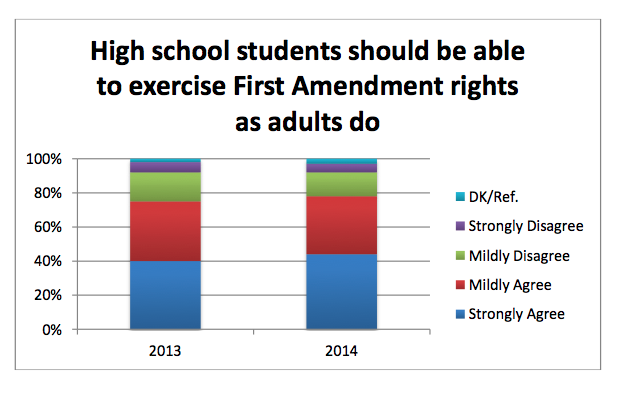 High school students should be able
to exercise First Amendment rights
as adults do
100%
80%
60%
40%
20%
0%
2013
2014
DK/Ref.
Strongly Disagree
Mildly Disagree
Mildly Agree
Strongly Agree